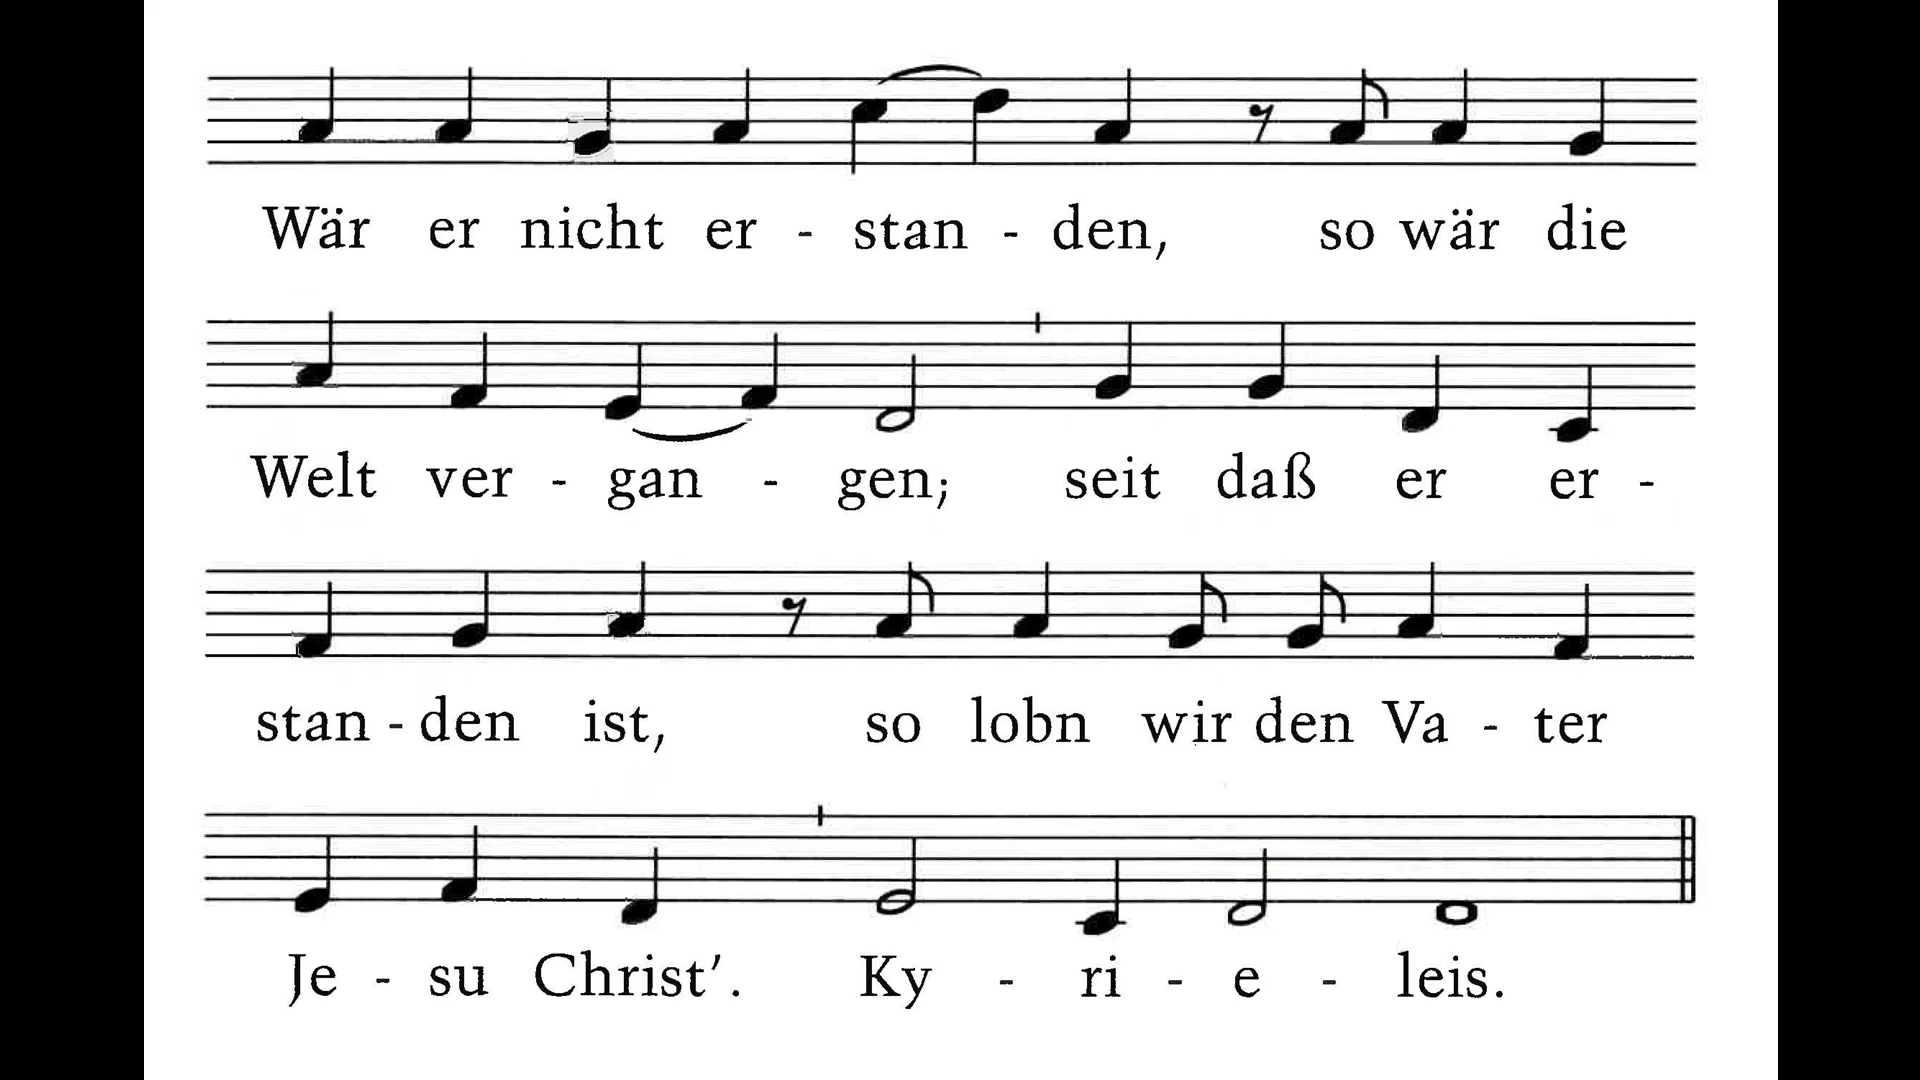 Wär er nicht er - stan - den, so wär die
Welt ver - gan - gen; seit daß er er -
stan - den ist, so lobn wir den Va - ter
Je - su Christ’. Ky - ri - e - leis.